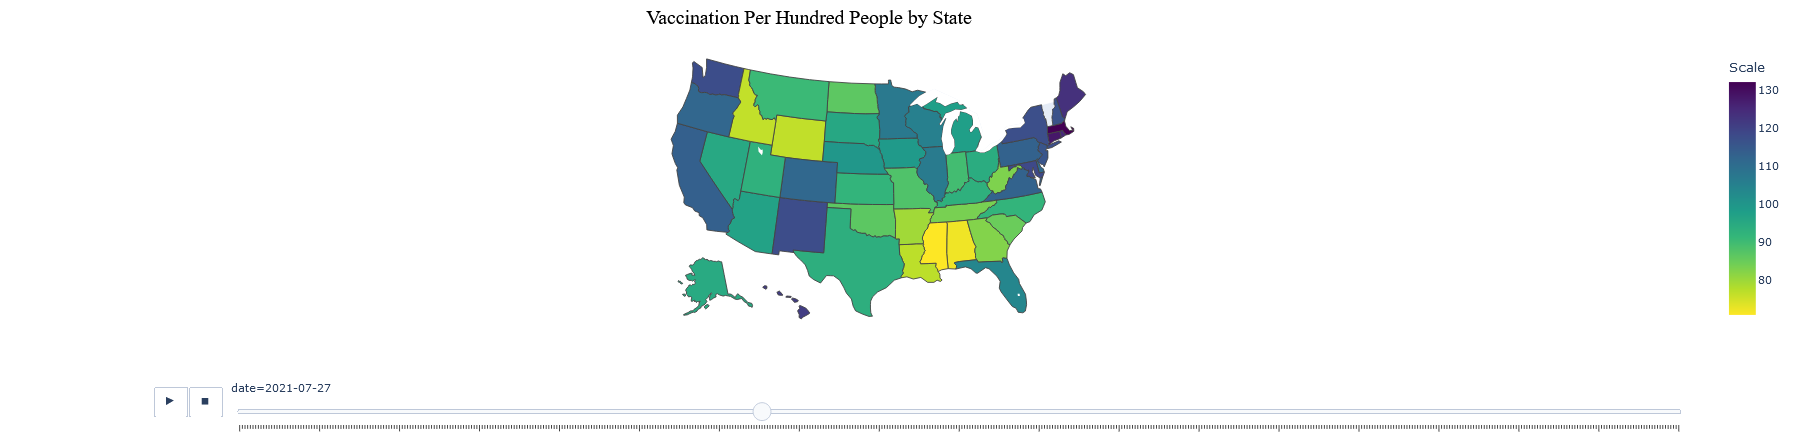 Vaccination Per Hundred People by State
Scale
130
120
110
100
90
80
date=2021-07-27